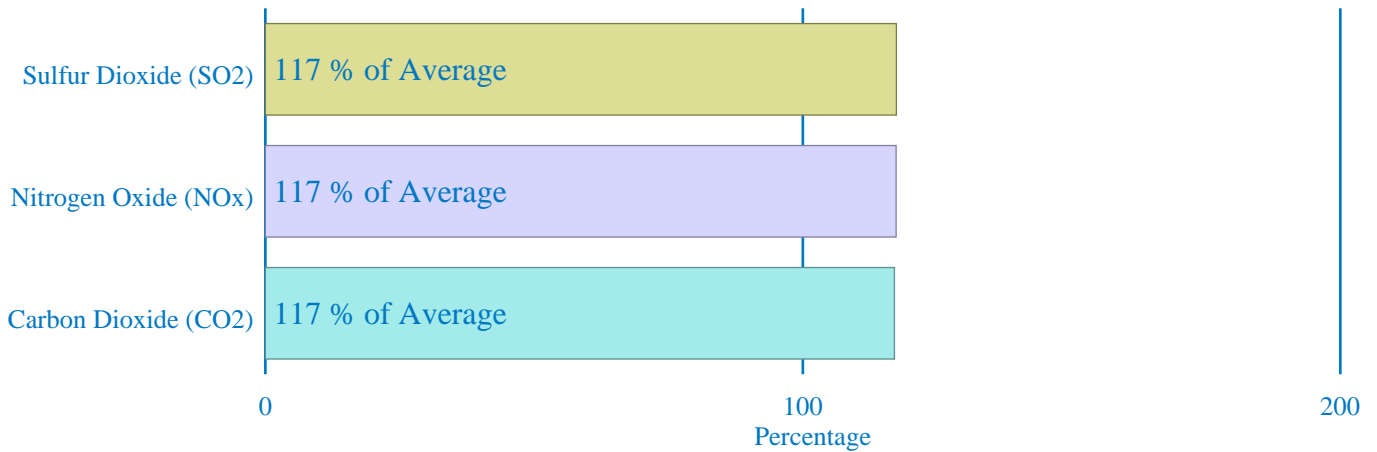 Sulfur Dioxide (SO2)
117 % of Average
Nitrogen Oxide (NOx)
117 % of Average
Carbon Dioxide (CO2)
117 % of Average
0 100 200
Percentage